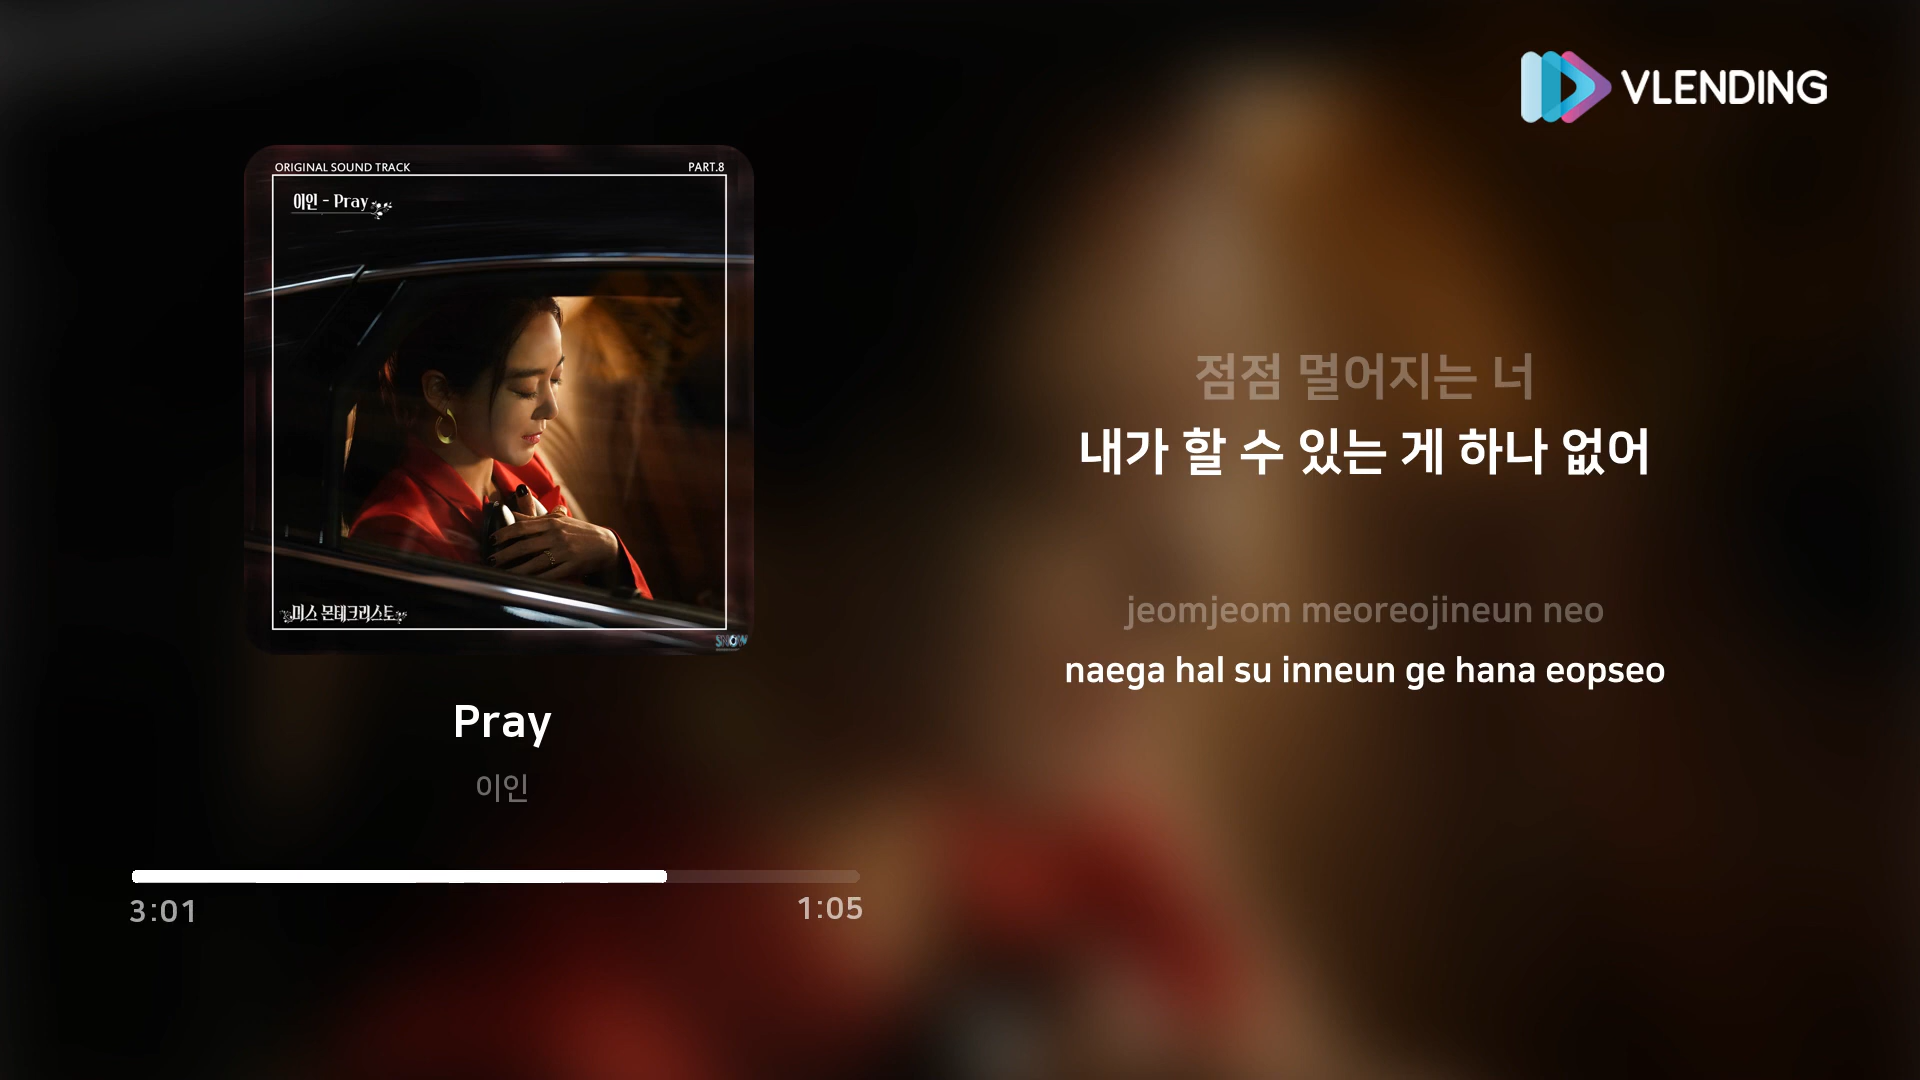 VLENDING
ORIGINAL SOUND TRACK
PART.8
이인 - Pray
미스 몬테크리스토
SNOW
Pray
이인
3:01
1:05
점점 멀어지는 너
내가 할 수 있는 게 하나 없어
jeomjeom meoreojineun neo
naega hal su inneun ge hana eopseo